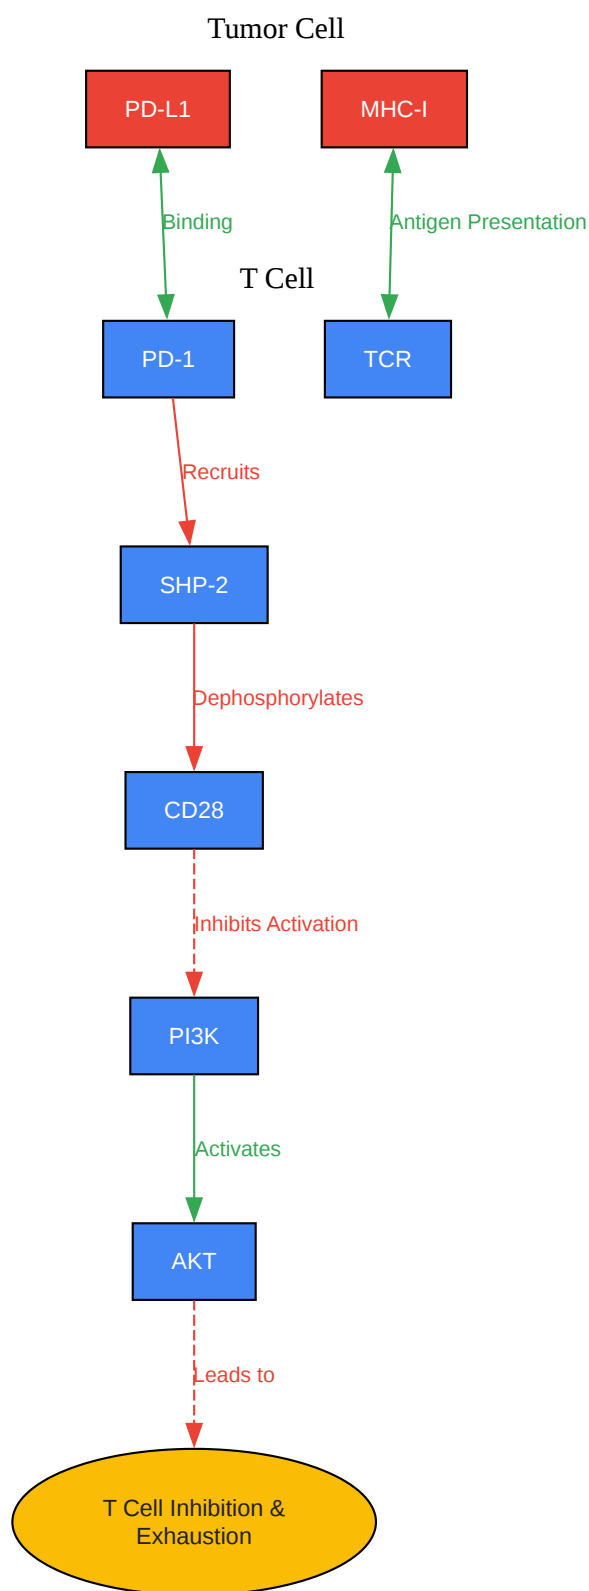 Tumor Cell
PD-L1
MHC-I
Binding
Antigen Presentation
T Cell
PD-1
TCR
Recruits
SHP-2
Dephosphorylates
CD28
Inhibits Activation
PI3K
Activates
AKT
Leads to
T Cell Inhibition &
Exhaustion